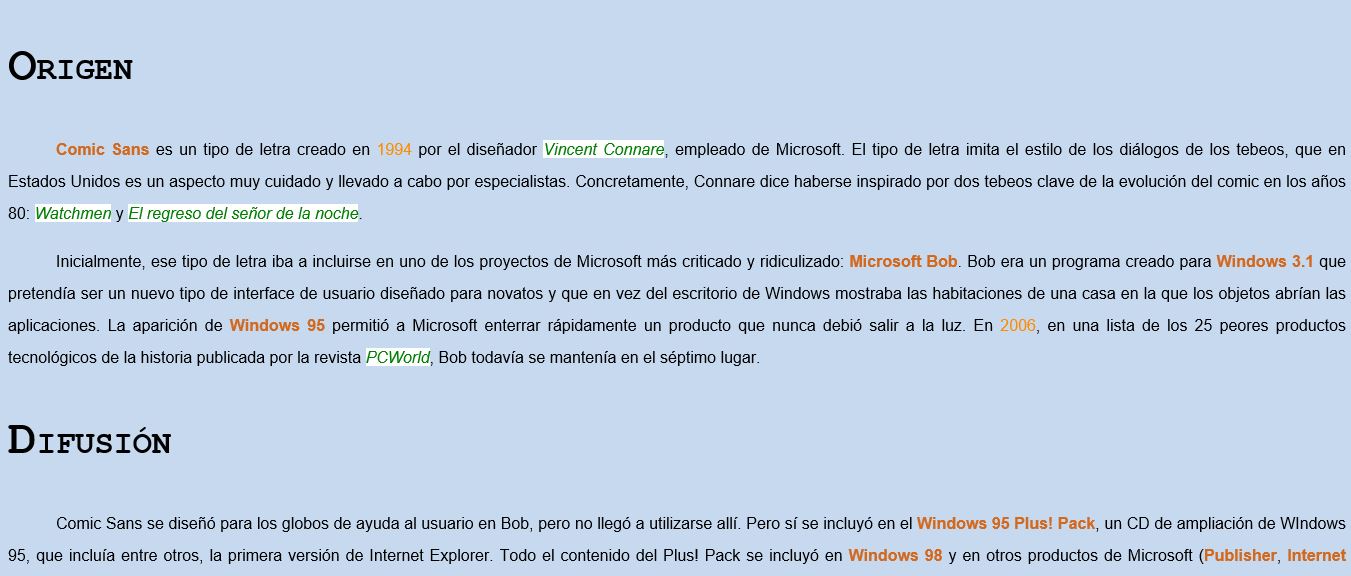 Origen
Comic Sans es un tipo de letra creado en 1994 por el diseñador Vincent Connare, empleado de Microsoft. El tipo de letra imita el estilo de los diálogos de los tebeos, que en
Estados Unidos es un aspecto muy cuidado y llevado a cabo por especialistas. Concretamente, Connare dice haberse inspirado por dos tebeos clave de la evolución del comic en los años
80: Watchmen y El regreso del señor de la noche.
Inicialmente, ese tipo de letra iba a incluirse en uno de los proyectos de Microsoft más criticado y ridiculizado: Microsoft Bob. Bob era un programa creado para Windows 3.1 que
pretendía ser un nuevo tipo de interface de usuario diseñado para novatos y que en vez del escritorio de Windows mostraba las habitaciones de una casa en la que los objetos abrían las
aplicaciones. La aparición de Windows 95 permitió a Microsoft enterrar rápidamente un producto que nunca debió salir a la luz. En 2006, en una lista de los 25 peores productos
tecnológicos de la historia publicada por la revista PCWorld, Bob todavía se mantenía en el séptimo lugar.
Difusión
Comic Sans se diseñó para los globos de ayuda al usuario en Bob, pero no llegó a utilizarse allí. Pero sí se incluyó en el Windows 95 Plus! Pack, un CD de ampliación de WIndows
95, que incluía entre otros, la primera versión de Internet Explorer. Todo el contenido del Plus! Pack se incluyó en Windows 98 y en otros productos de Microsoft (Publisher, Internet